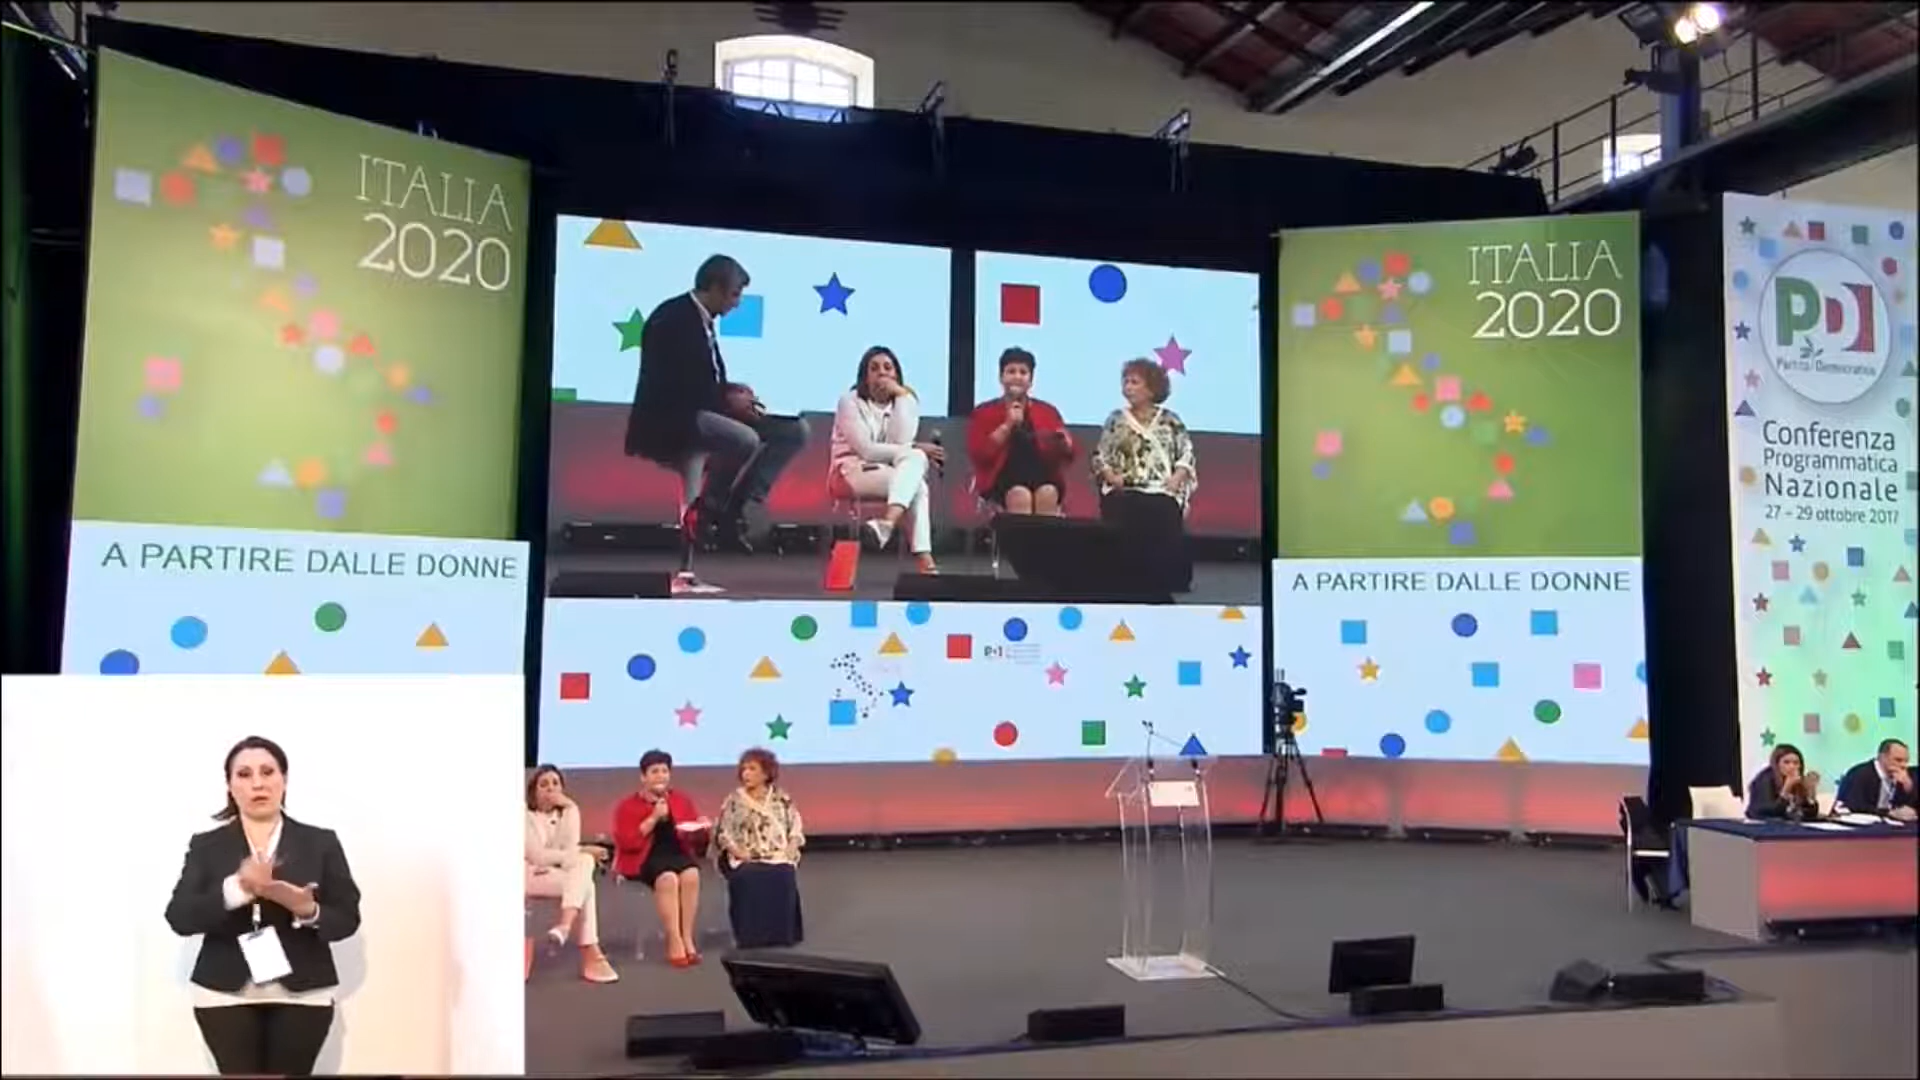 ITALIA
2020
A PARTIRE DALLE DONNE
ITALIA
2020
A PARTIRE DALLE DONNE
PD
Partito Democratico
Conferenza
Programmatica
Nazionale
27 - 29 ottobre 2017
PD